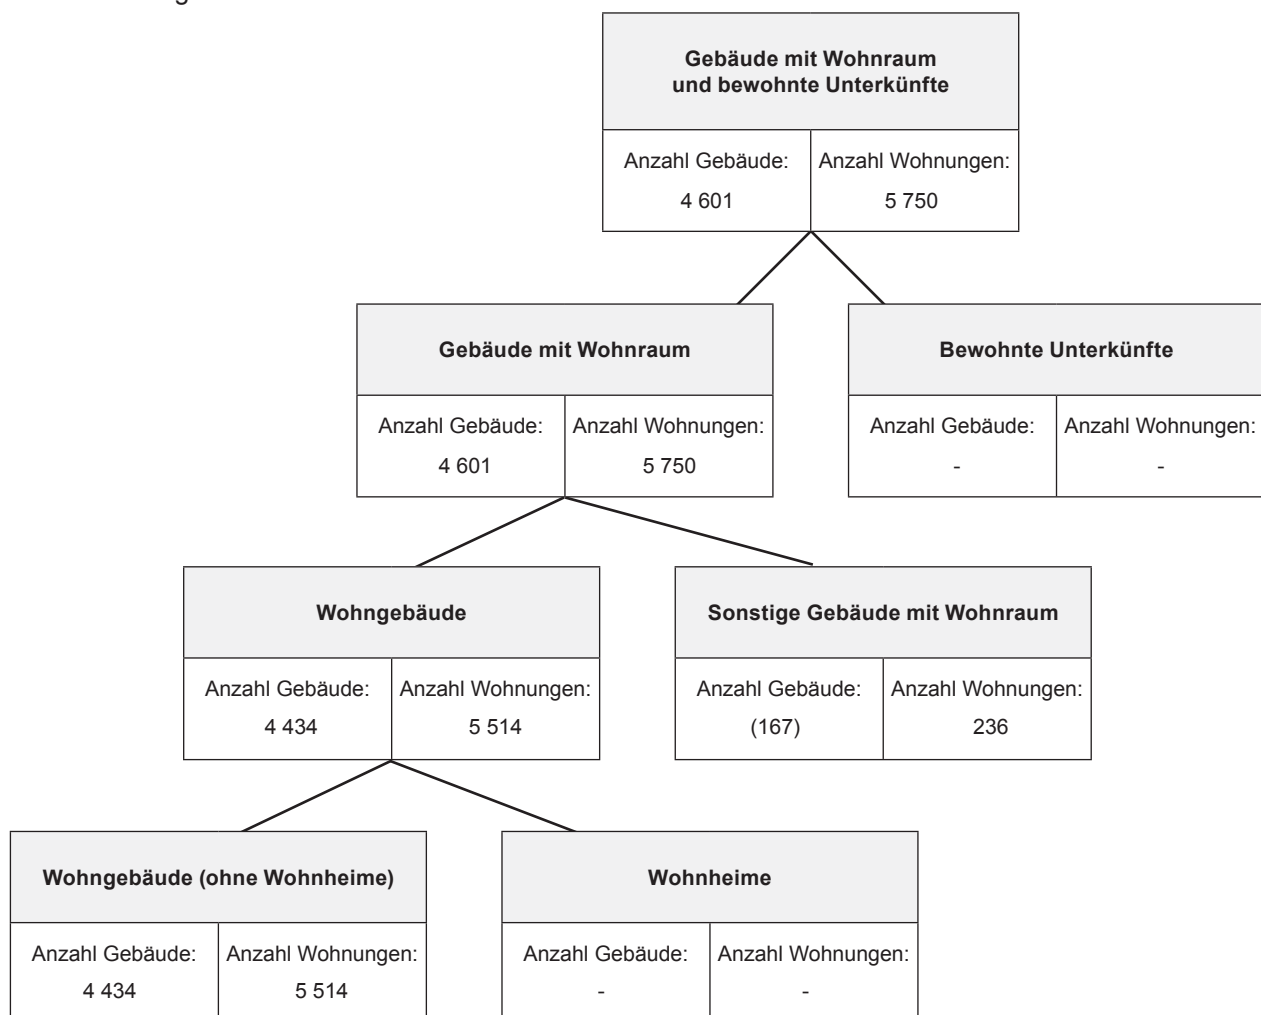 Gebäude mit Wohnraum
und bewohnte Unterkünfte
Anzahl Gebäude: Anzahl Wohnungen:
4 601 5 750
Gebäude mit Wohnraum
Anzahl Gebäude: Anzahl Wohnungen:
4 601 5 750
Bewohnte Unterkünfte
Anzahl Gebäude: Anzahl Wohnungen:
- -
Wohngebäude
Anzahl Gebäude: Anzahl Wohnungen:
4 434 5 514
Sonstige Gebäude mit Wohnraum
Anzahl Gebäude: Anzahl Wohnungen:
(167) 236
Wohngebäude (ohne Wohnheime)
Anzahl Gebäude: Anzahl Wohnungen:
4 434 5 514
Wohnheime
Anzahl Gebäude: Anzahl Wohnungen:
- -